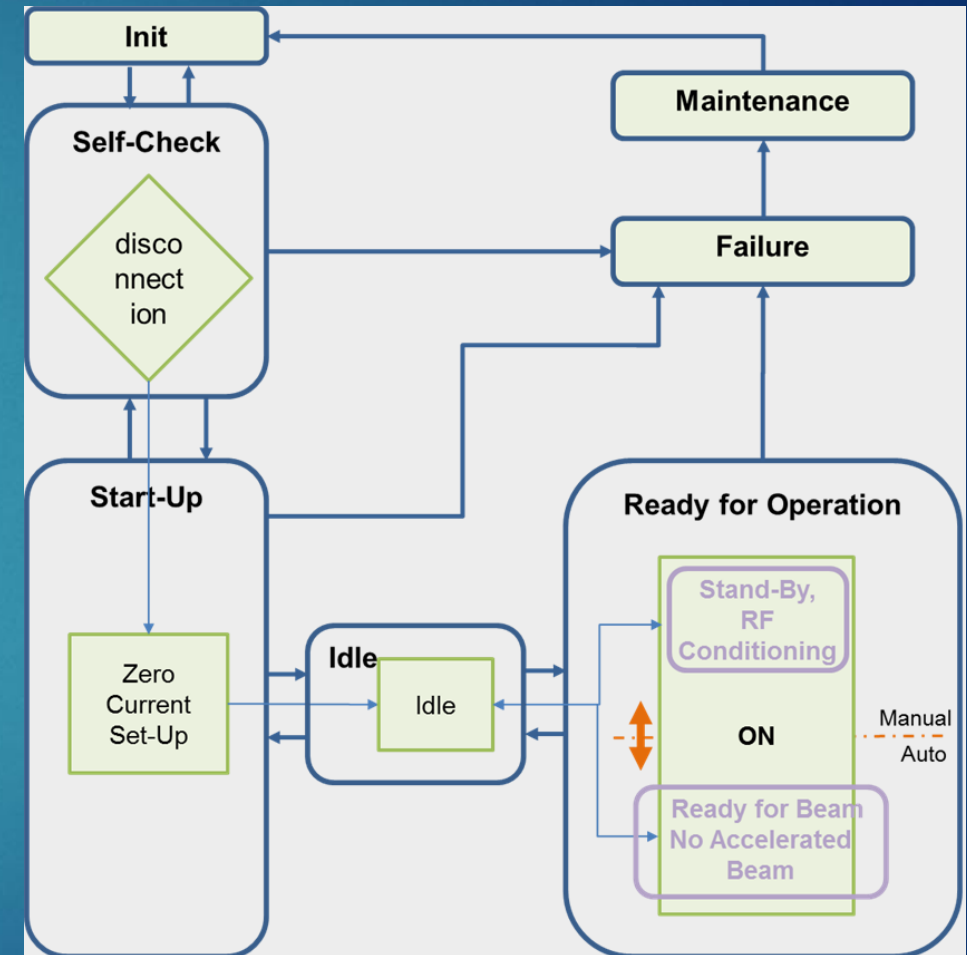 Init
Maintenance
Self-Check
disco
nnect
ion
Failure
Start-Up
Ready for Operation
Stand-By,
RF
Conditioning
Idle
Zero
Current
Set-Up
Idle
ON
Manual
Auto
Ready for Beam
No Accelerated
Beam